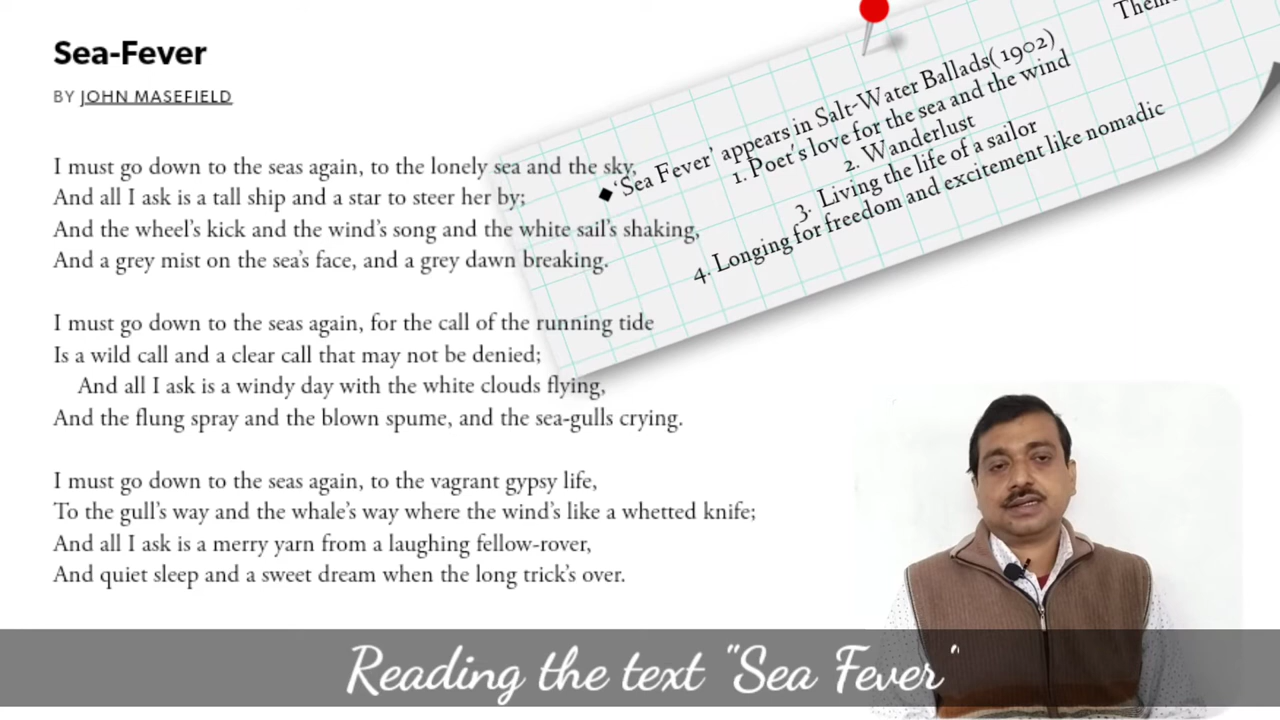 Sea-Fever
BY JOHN MASEFIELD
I must go down to the seas again, to the lonely sea and the sky,
And all I ask is a tall ship and a star to steer her by;
And the wheel’s kick and the wind’s song and the white sail’s shaking,
And a grey mist on the sea’s face, and a grey dawn breaking.
I must go down to the seas again, for the call of the running tide
Is a wild call and a clear call that may not be denied;
And all I ask is a windy day with the white clouds flying,
And the flung spray and the blown spume, and the sea-gulls crying.
I must go down to the seas again, to the vagrant gypsy life,
To the gull’s way and the whale’s way where the wind’s like a whetted knife;
And all I ask is a merry yarn from a laughing fellow-rover,
And quiet sleep and a sweet dream when the long trick’s over.
◆‘Sea Fever’ appears in Salt-Water Ballads(1902)
1. Poet's love for the sea and the wind
2. Wanderlust
3. Living the life of a sailor
4. Longing for freedom and excitement like nomadic
Reading the text "Sea Fever"